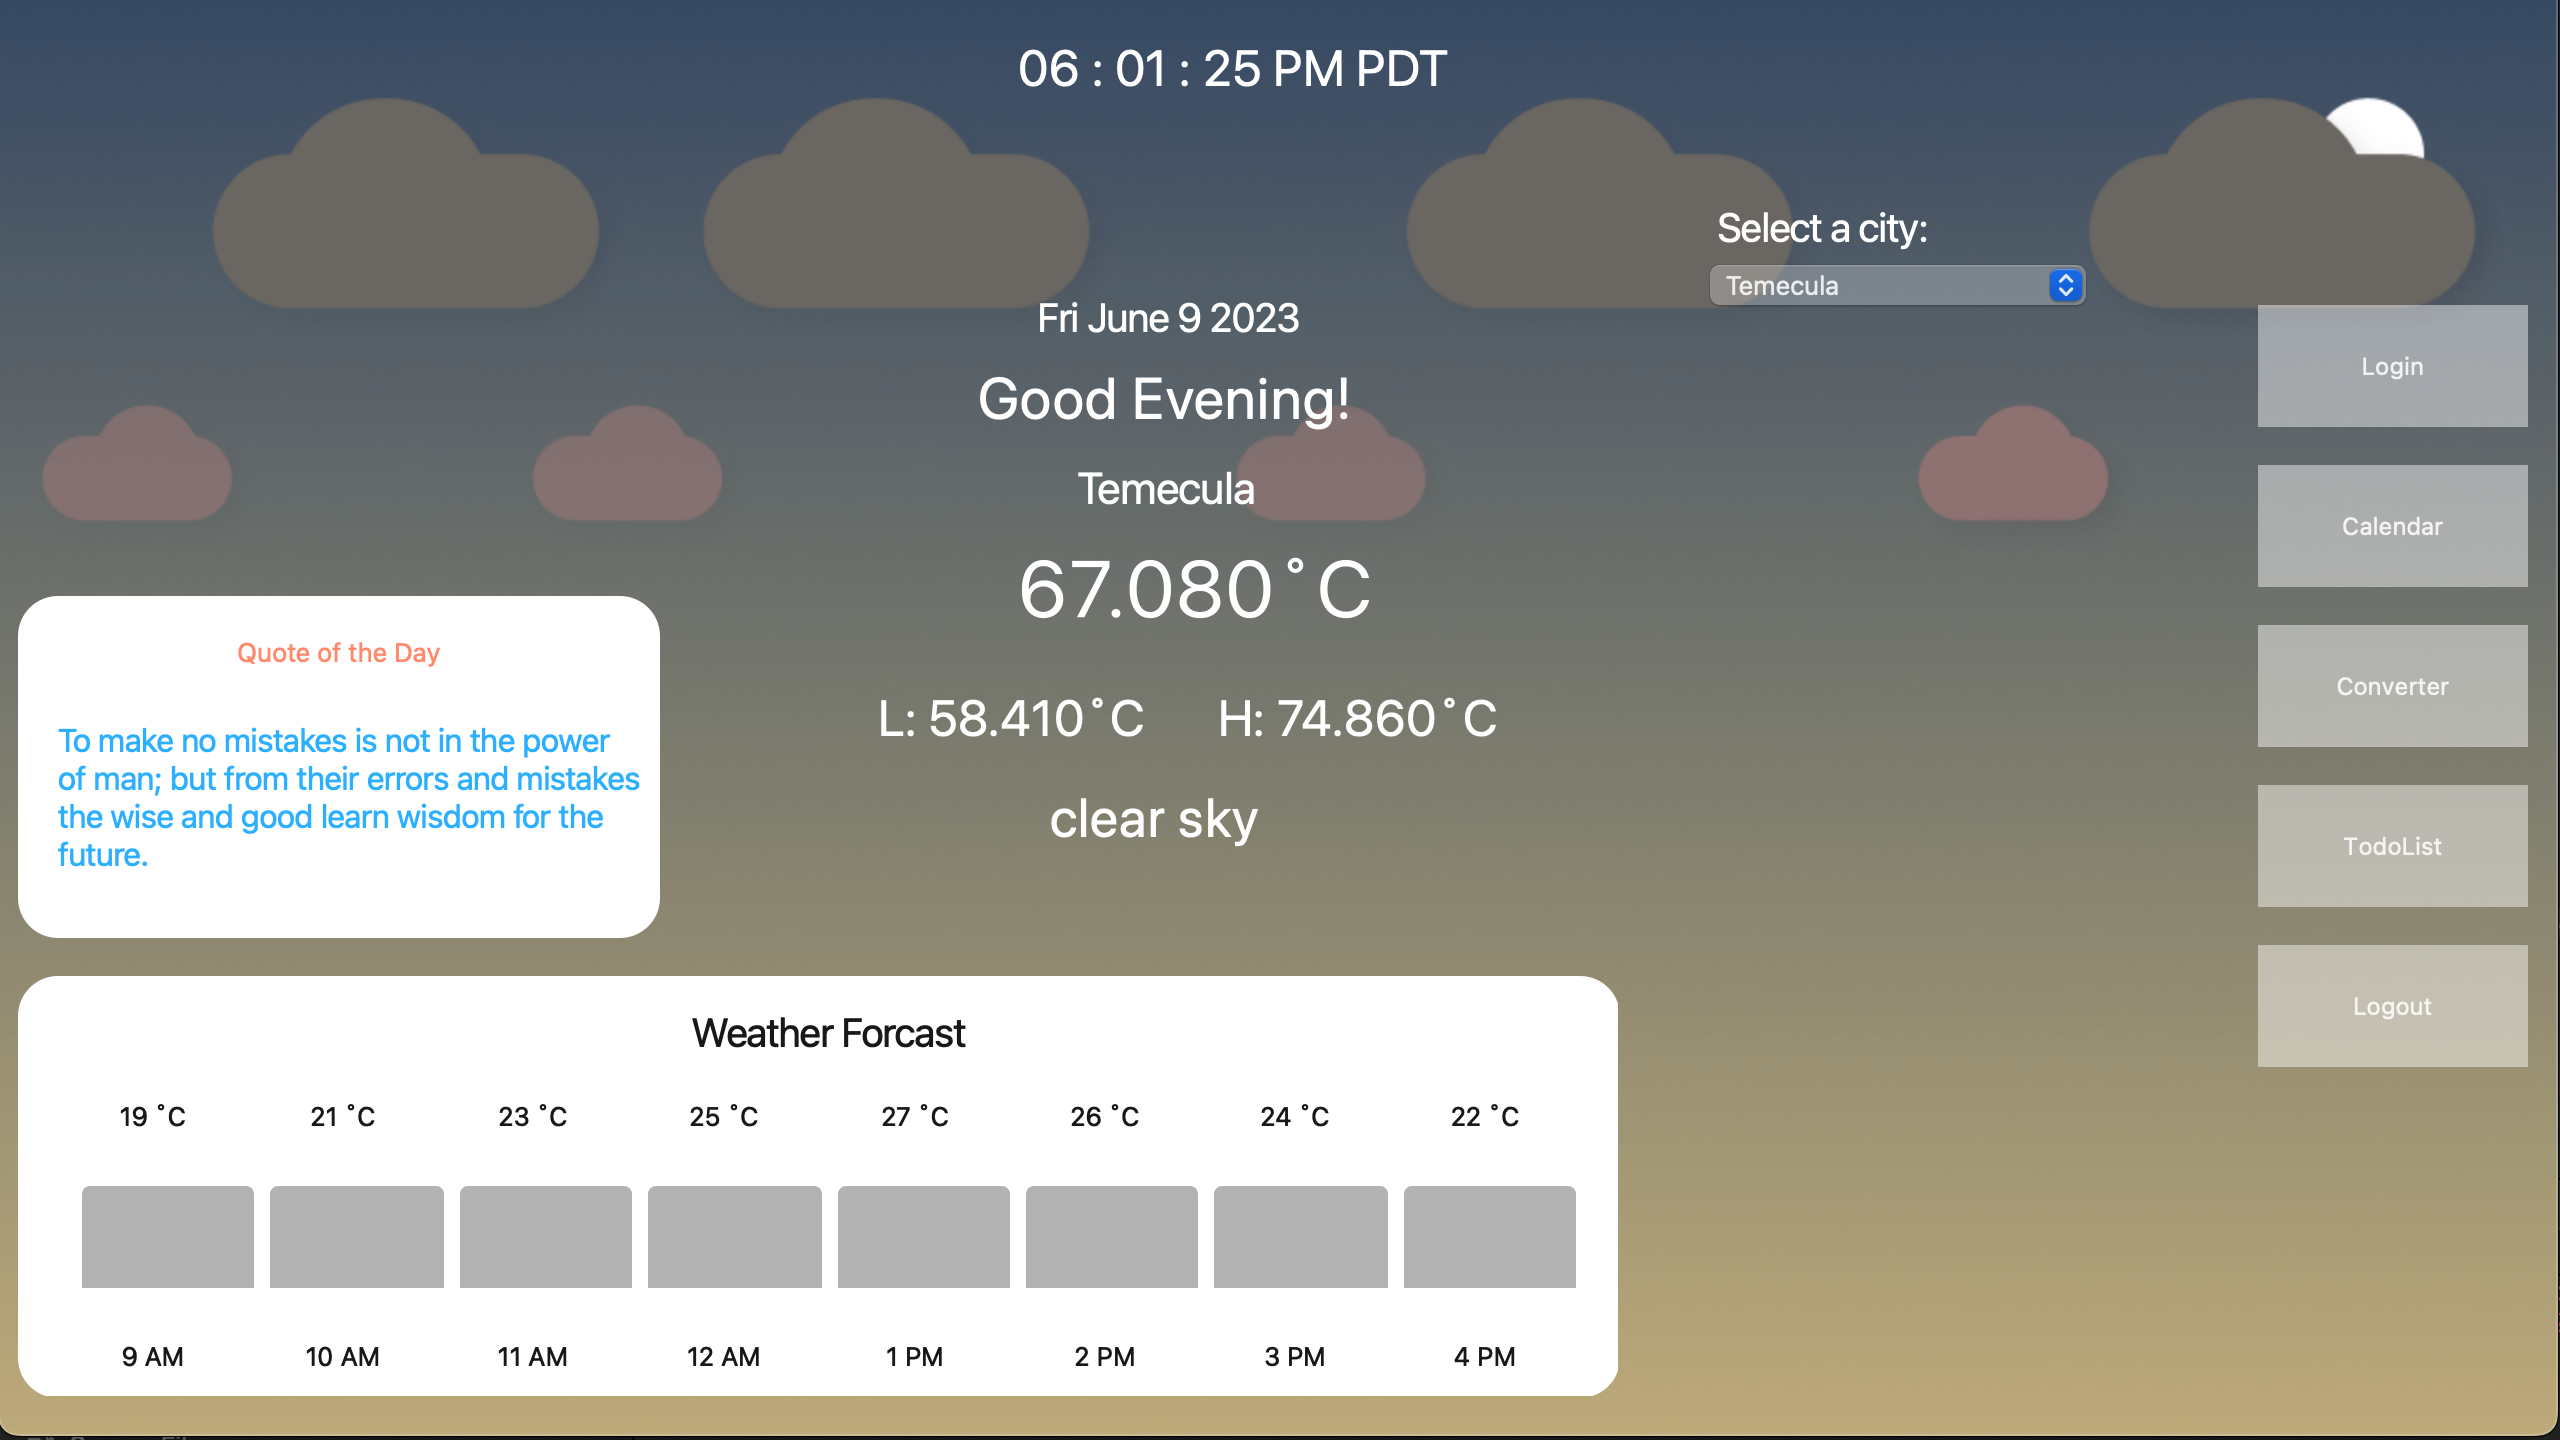 06 : 01 : 25 PM PDT
Select a city:
Temecula
Fri June 9 2023
Good Evening!
Temecula
67.080˚C
L: 58.410˚C H: 74.860˚C
clear sky
Login
Calendar
Converter
TodoList
Logout
Quote of the Day
To make no mistakes is not in the power
of man; but from their errors and mistakes
the wise and good learn wisdom for the
future.
Weather Forcast
19 ˚C 21 ˚C 23 ˚C 25 ˚C 27 ˚C 26 ˚C 24 ˚C 22 ˚C
9 AM 10 AM 11 AM 12 AM 1 PM 2 PM 3 PM 4 PM